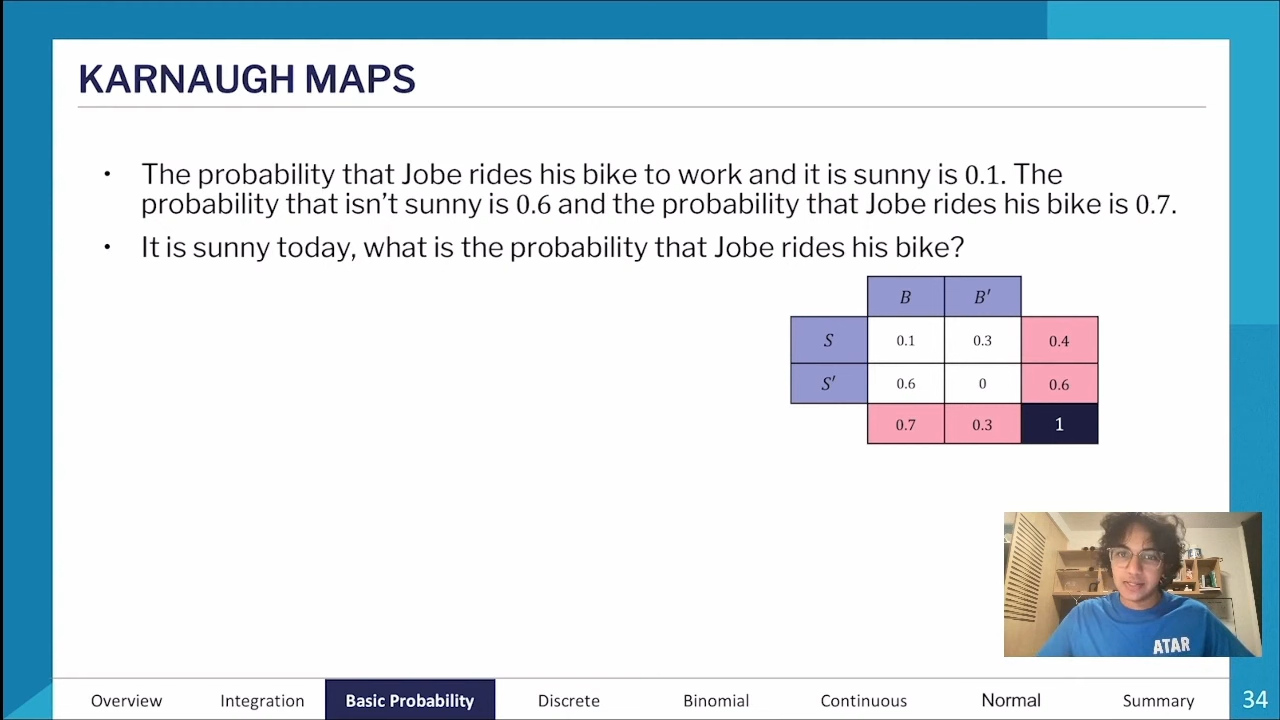 KARNAUGH MAPS
• The probability that Jobe rides his bike to work and it is sunny is 0.1. The
probability that isn't sunny is 0.6 and the probability that Jobe rides his bike is 0.7.
• It is sunny today, what is the probability that Jobe rides his bike?
B B′
S 0.1 0.3 0.4
S′ 0.6 0 0.6
0.7 0.3 1
ATAR
Overview Integration Basic Probability Discrete Binomial Continuous Normal Summary 34